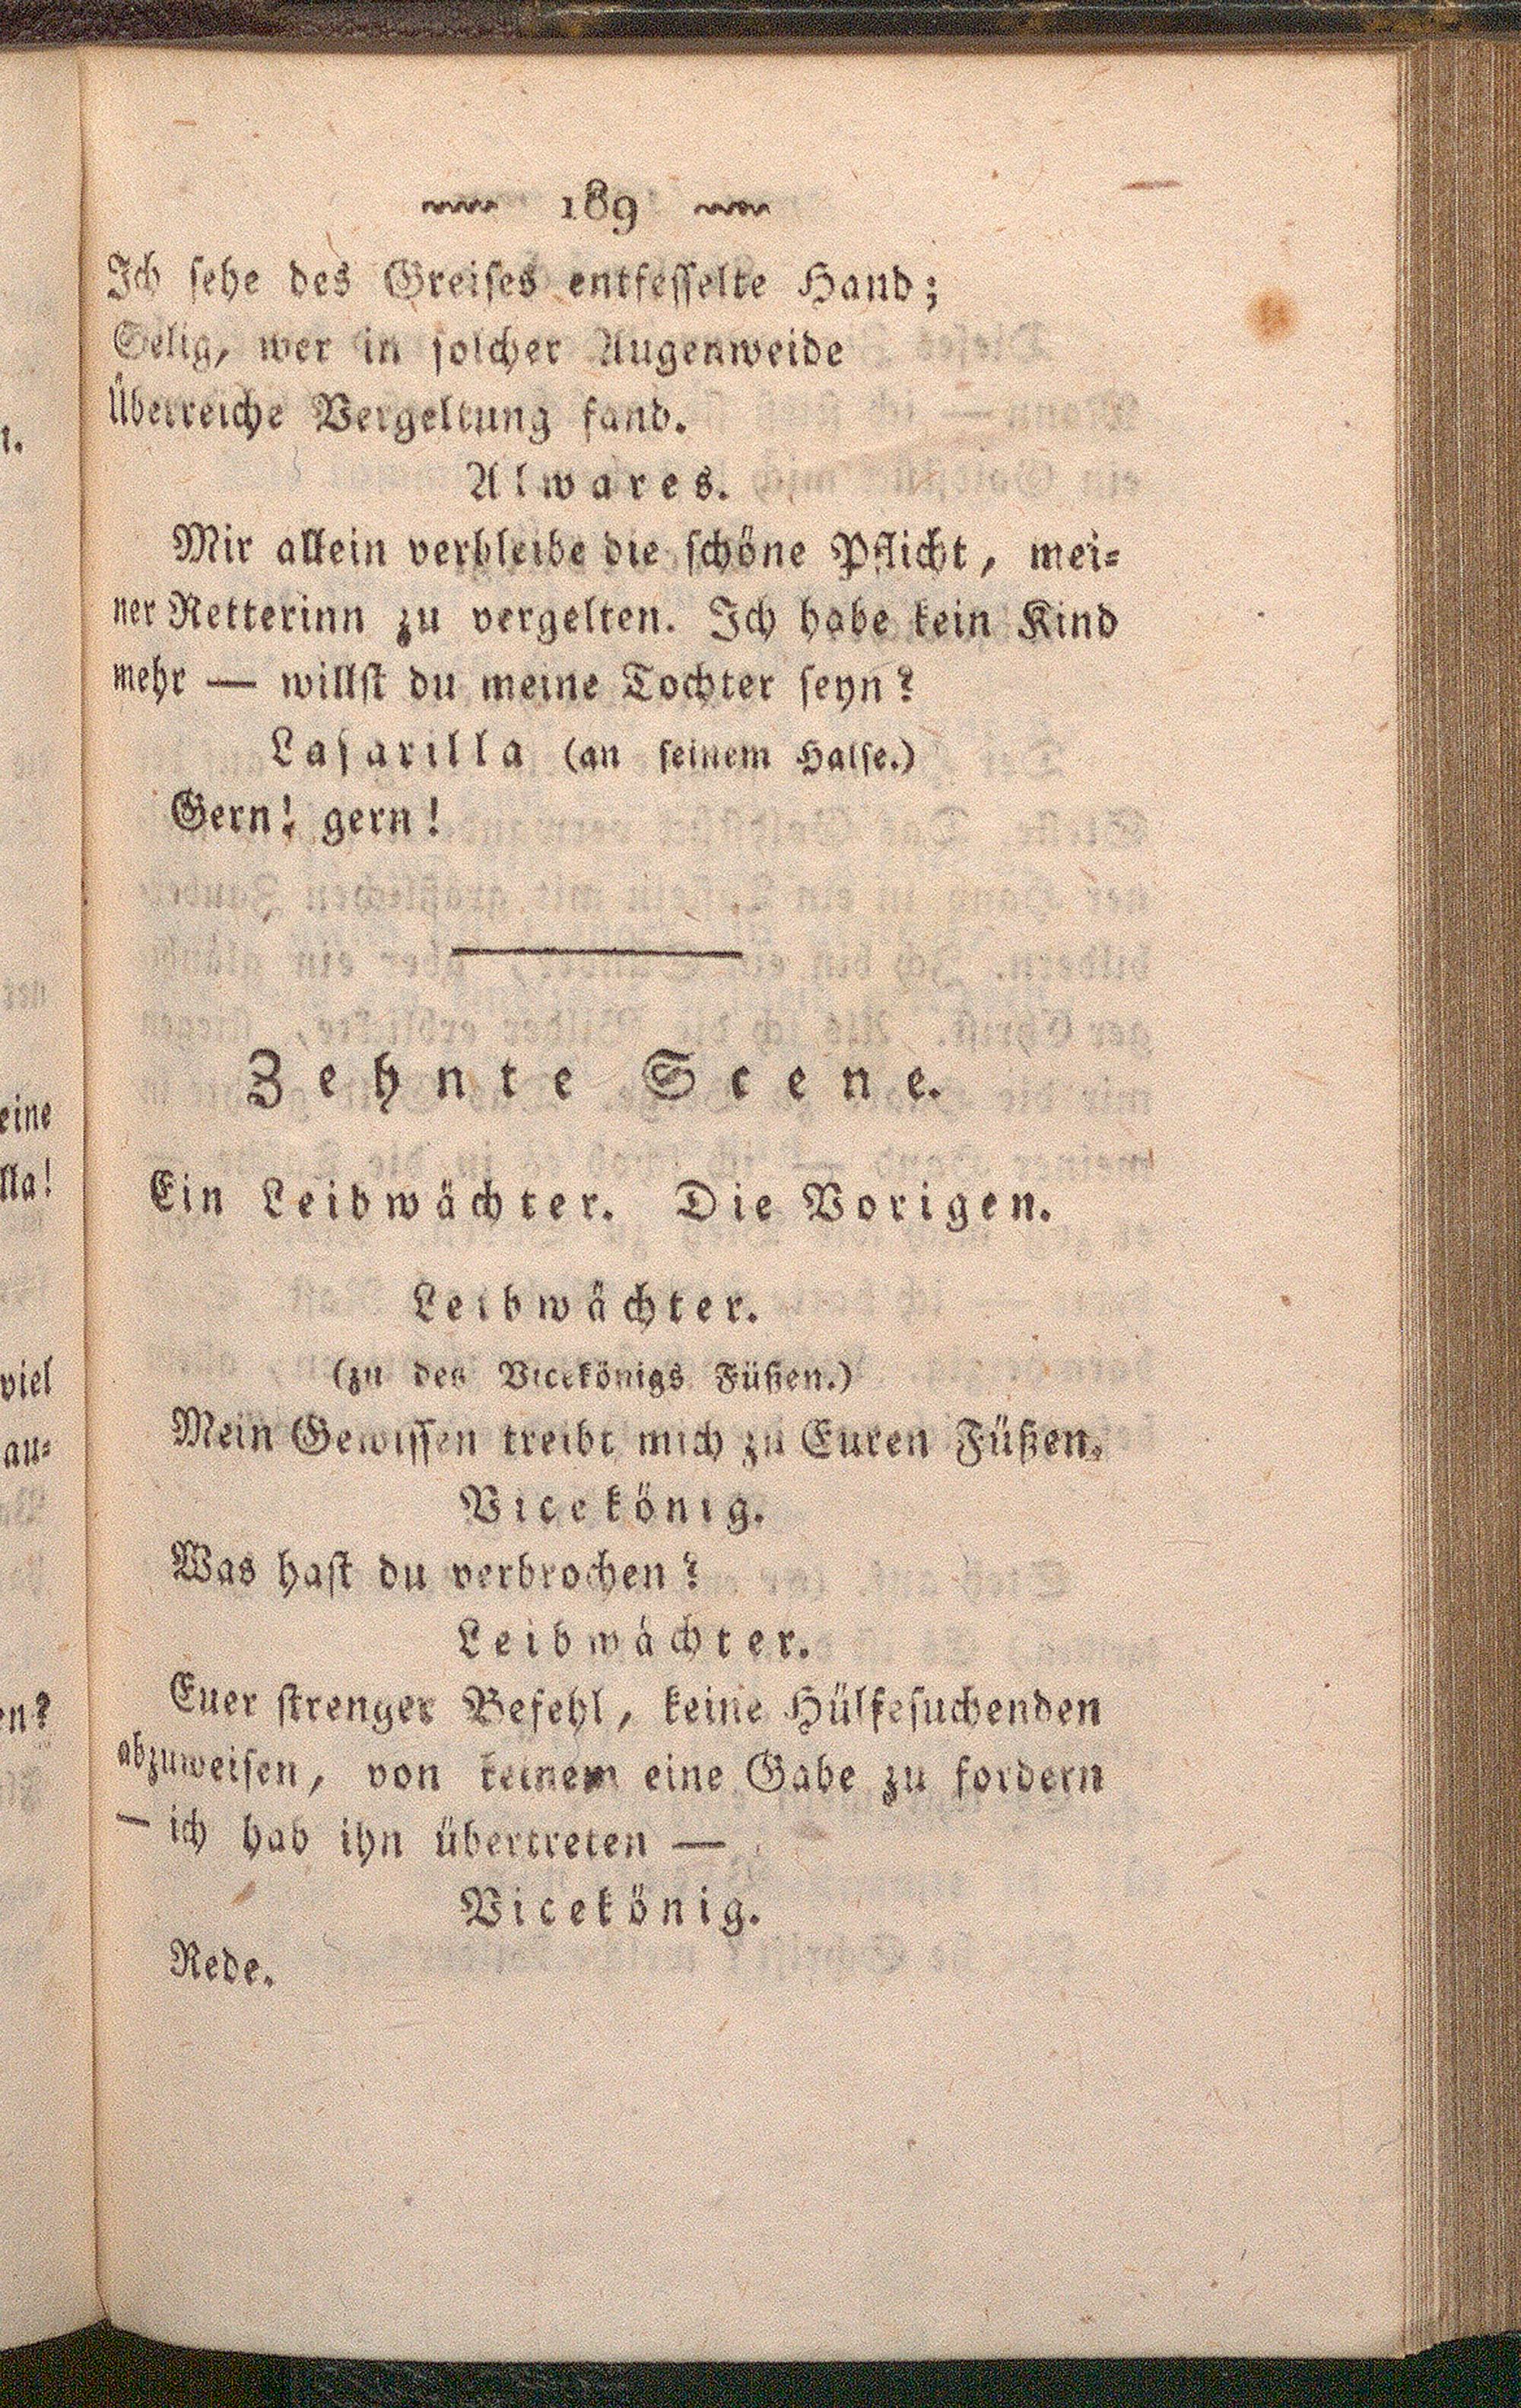 189
Ich sehe des Greises entfesselte Hand;
Selig, wer in solcher Augenweide
Überreiche Vergeltung fand.
Alwares.
Mir allein verbleibe die schöne Pflicht, mei-
ner Retterinn zu vergelten. Ich habe kein Kind
mehr — willst du meine Tochter seyn?
Lasarilla (an seinem Halse.)
Gern! gern!
Zehnte Scene.
Ein Leibwächter. Die Vorigen.
Leibwächter.
(zu des Vicekönigs Füßen.)
Mein Gewissen treibt mich zu Euren Füßen.
Vicekönig.
Was hast du verbrochen?
Leibwächter.
Euer strenger Befehl, keine Hülfesuchenden
abzuweisen, von keinem eine Gabe zu fordern
— ich hab ihn übertreten —
Vicekönig.
Rede.